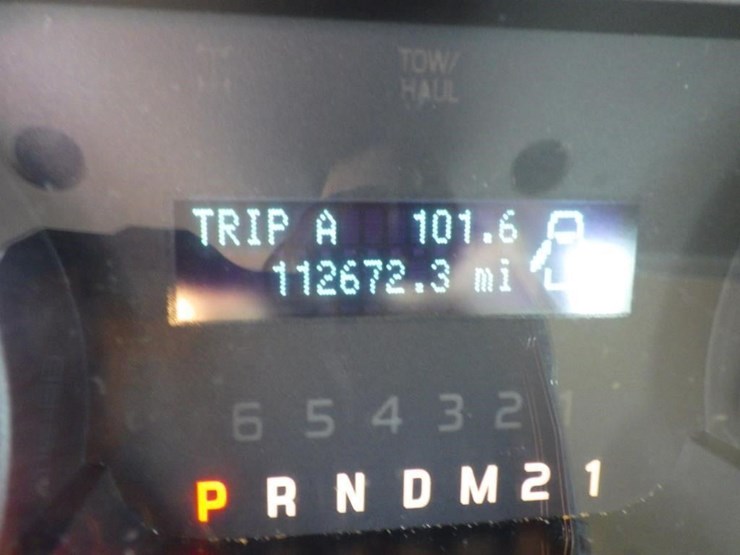 TOW/
HAUL
TRIP A 101.6
112672.3 mi
6 5 4 3 2 1
P R N D M 2 1